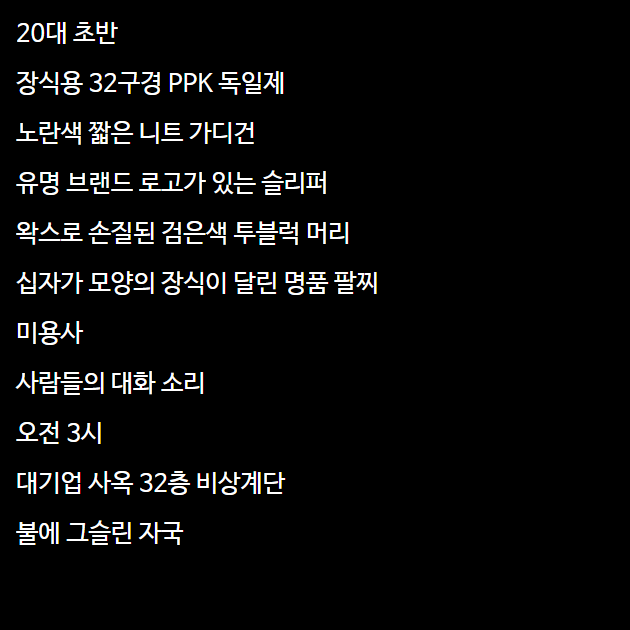 20대 초반
장식용 32구경 PPK 독일제
노란색 짧은 니트 가디건
유명 브랜드 로고가 있는 슬리퍼
왁스로 손질된 검은색 투블럭 머리
십자가 모양의 장식이 달린 명품 팔찌
미용사
사람들의 대화 소리
오전 3시
대기업 사옥 32층 비상계단
불에 그슬린 자국